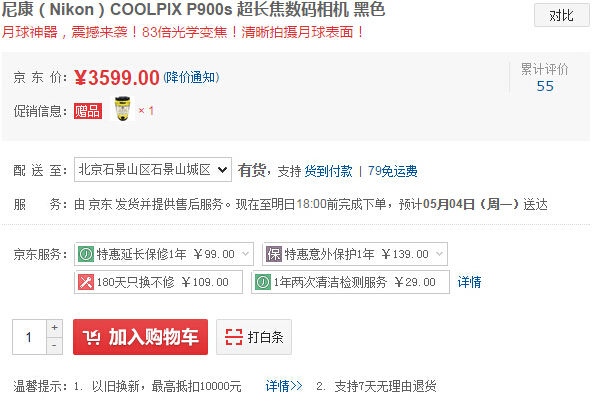 尼康（Nikon）COOLPIX P900s 超长焦数码相机 黑色
对比
月球神器，震撼来袭！83倍光学变焦！清晰拍摄月球表面！
京 东 价：￥3599.00 (降价通知)
累计评价
55
促销信息：赠品 × 1
配 送 至：北京石景山区石景山城区 有货，支持 货到付款 | 79免运费
服 务：由 京东 发货并提供售后服务。现在至明日18:00前完成下单，预计05月04日（周一）送达
京东服务：特惠延长保修1年 ￥99.00 保 特惠意外保护1年 ￥139.00
180天只换不修 ￥109.00 1年两次清洁检测服务 ￥29.00 详情
1 + - 加入购物车 打白条
温馨提示：1. 以旧换新，最高抵扣10000元 详情>> 2. 支持7天无理由退货